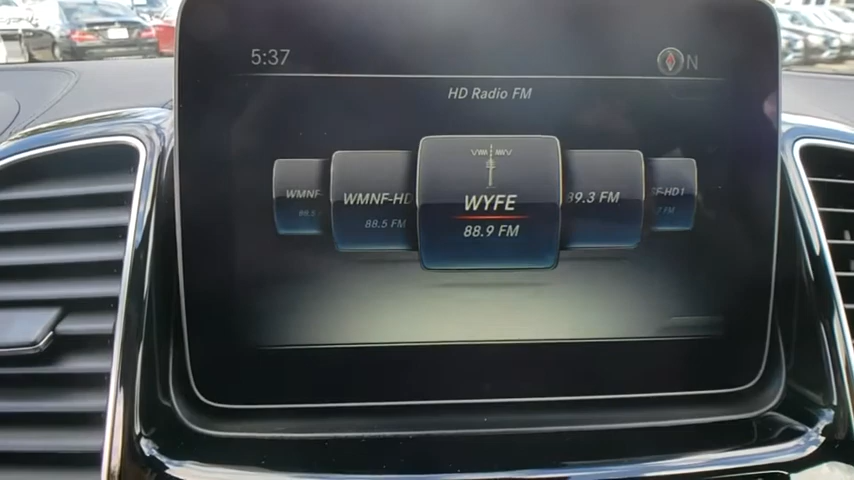 5:37
N
HD Radio FM
WMNF-
88.5
WMNF-HD
88.5 FM
WYFE
88.9 FM
89.3 FM
F-HD1
7 FM